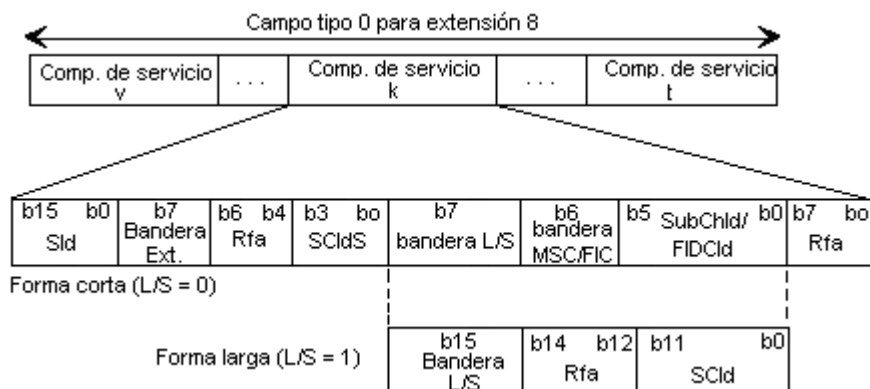 Campo tipo 0 para extensión 8
Comp. de servicio v
. . .
Comp. de servicio k
. . .
Comp. de servicio t
b15 b0 SId
b7 Bandera Ext.
b6 b4 Rfa
b3 bo SCIdS
b7 bandera L/S
b6 bandera MSC/FIC
b5 b0 SubChId/ FIDCId
b7 bo Rfa
Forma corta (L/S = 0)
Forma larga (L/S = 1)
b15 Bandera L/S
b14 b12 Rfa
b11 b0 SCId